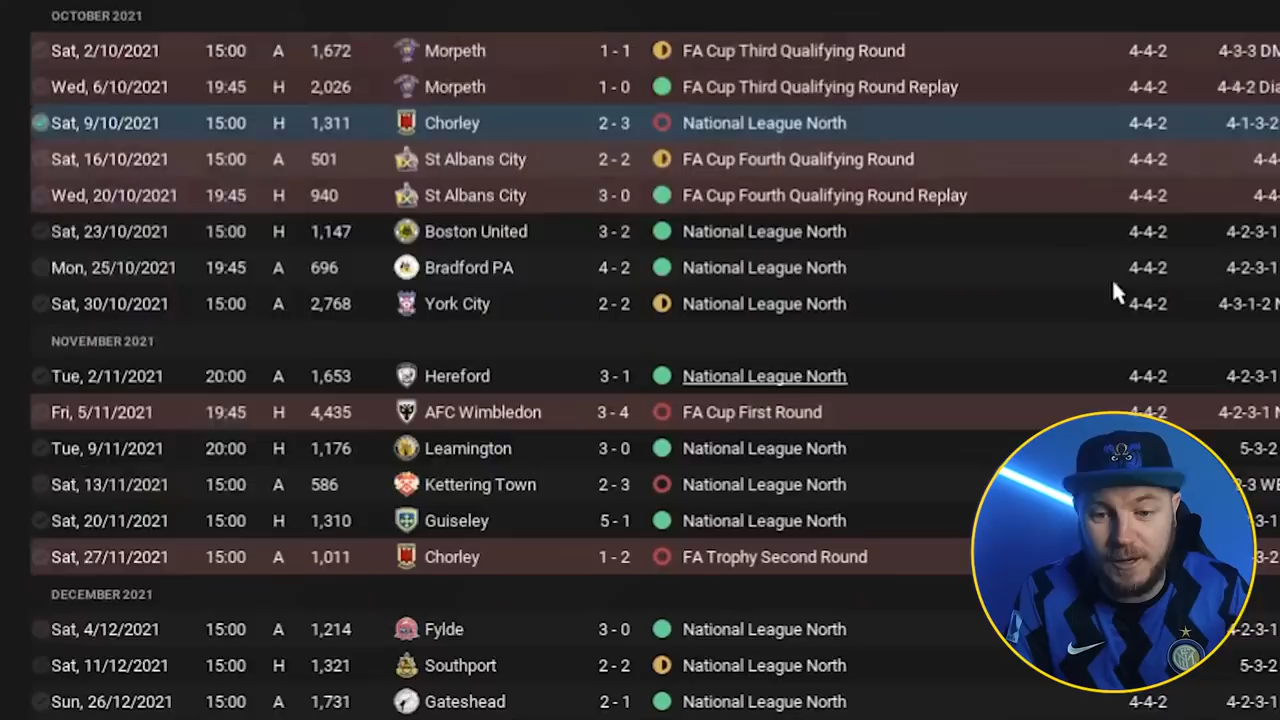 OCTOBER 2021
Sat, 2/10/2021 15:00 A 1,672 Morpeth 1 - 1 FA Cup Third Qualifying Round 4-4-2 4-3-3 DM
Wed, 6/10/2021 19:45 H 2,026 Morpeth 1 - 0 FA Cup Third Qualifying Round Replay 4-4-2 4-4-2 Dia
Sat, 9/10/2021 15:00 H 1,311 Chorley 2 - 3 National League North 4-4-2 4-1-3-2
Sat, 16/10/2021 15:00 A 501 St Albans City 2 - 2 FA Cup Fourth Qualifying Round 4-4-2 4-4-
Wed, 20/10/2021 19:45 H 940 St Albans City 3 - 0 FA Cup Fourth Qualifying Round Replay 4-4-2 4-4-
Sat, 23/10/2021 15:00 H 1,147 Boston United 3 - 2 National League North 4-4-2 4-2-3-1
Mon, 25/10/2021 19:45 A 696 Bradford PA 4 - 2 National League North 4-4-2 4-2-3-1
Sat, 30/10/2021 15:00 A 2,768 York City 2 - 2 National League North 4-4-2 4-3-1-2 N
NOVEMBER 2021
Tue, 2/11/2021 20:00 A 1,653 Hereford 3 - 1 National League North 4-4-2 4-2-3-1
Fri, 5/11/2021 19:45 H 4,435 AFC Wimbledon 3 - 4 FA Cup First Round 4-4-2 4-2-3-1 N
Tue, 9/11/2021 20:00 H 1,176 Leamington 3 - 0 National League North 5-3-2
Sat, 13/11/2021 15:00 A 586 Kettering Town 2 - 3 National League North 2-3 WE
Sat, 20/11/2021 15:00 H 1,310 Guiseley 5 - 1 National League North -3-1
Sat, 27/11/2021 15:00 A 1,011 Chorley 1 - 2 FA Trophy Second Round -3-2
DECEMBER 2021
Sat, 4/12/2021 15:00 A 1,214 Fylde 3 - 0 National League North 4-2-3-1
Sat, 11/12/2021 15:00 H 1,321 Southport 2 - 2 National League North 5-3-2
Sun, 26/12/2021 15:00 A 1,731 Gateshead 2 - 1 National League North 4-4-2 4-2-3-1